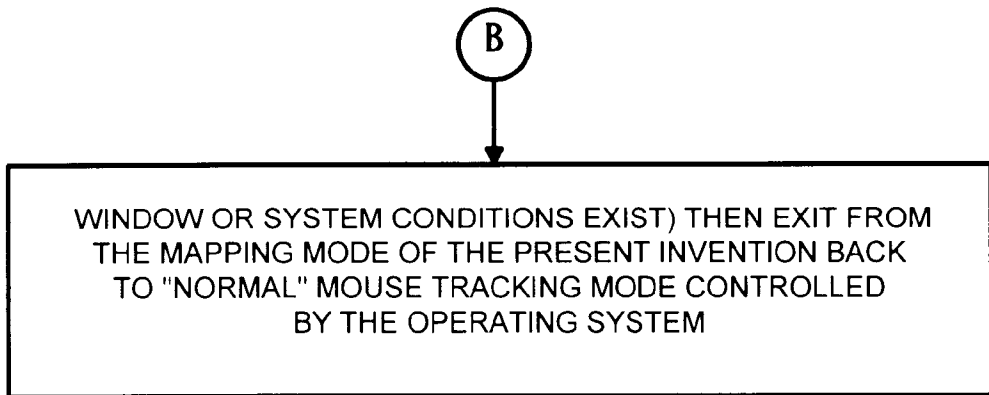 B
WINDOW OR SYSTEM CONDITIONS EXIST) THEN EXIT FROM
THE MAPPING MODE OF THE PRESENT INVENTION BACK
TO "NORMAL" MOUSE TRACKING MODE CONTROLLED
BY THE OPERATING SYSTEM